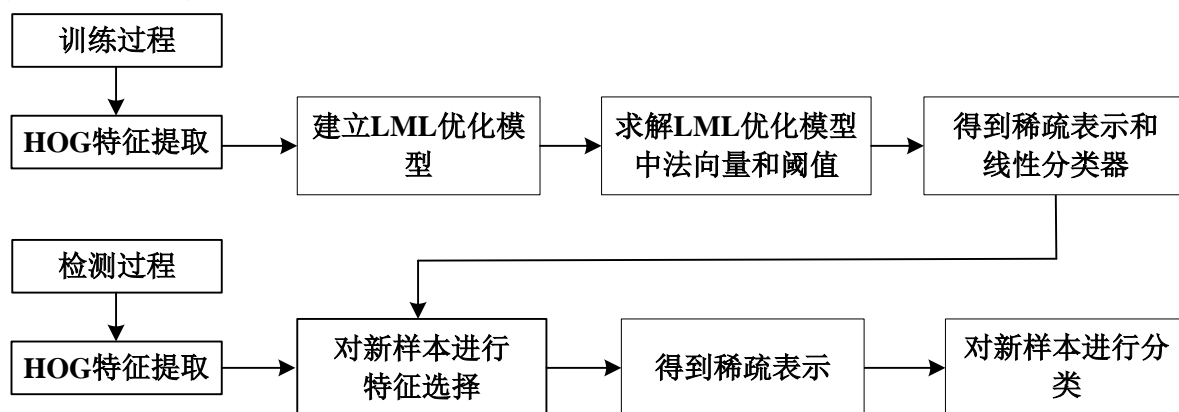 训练过程
HOG特征提取
建立LML优化模
型
求解LML优化模型
中法向量和阈值
得到稀疏表示和
线性分类器
检测过程
HOG特征提取
对新样本进行
特征选择
得到稀疏表示
对新样本进行分
类